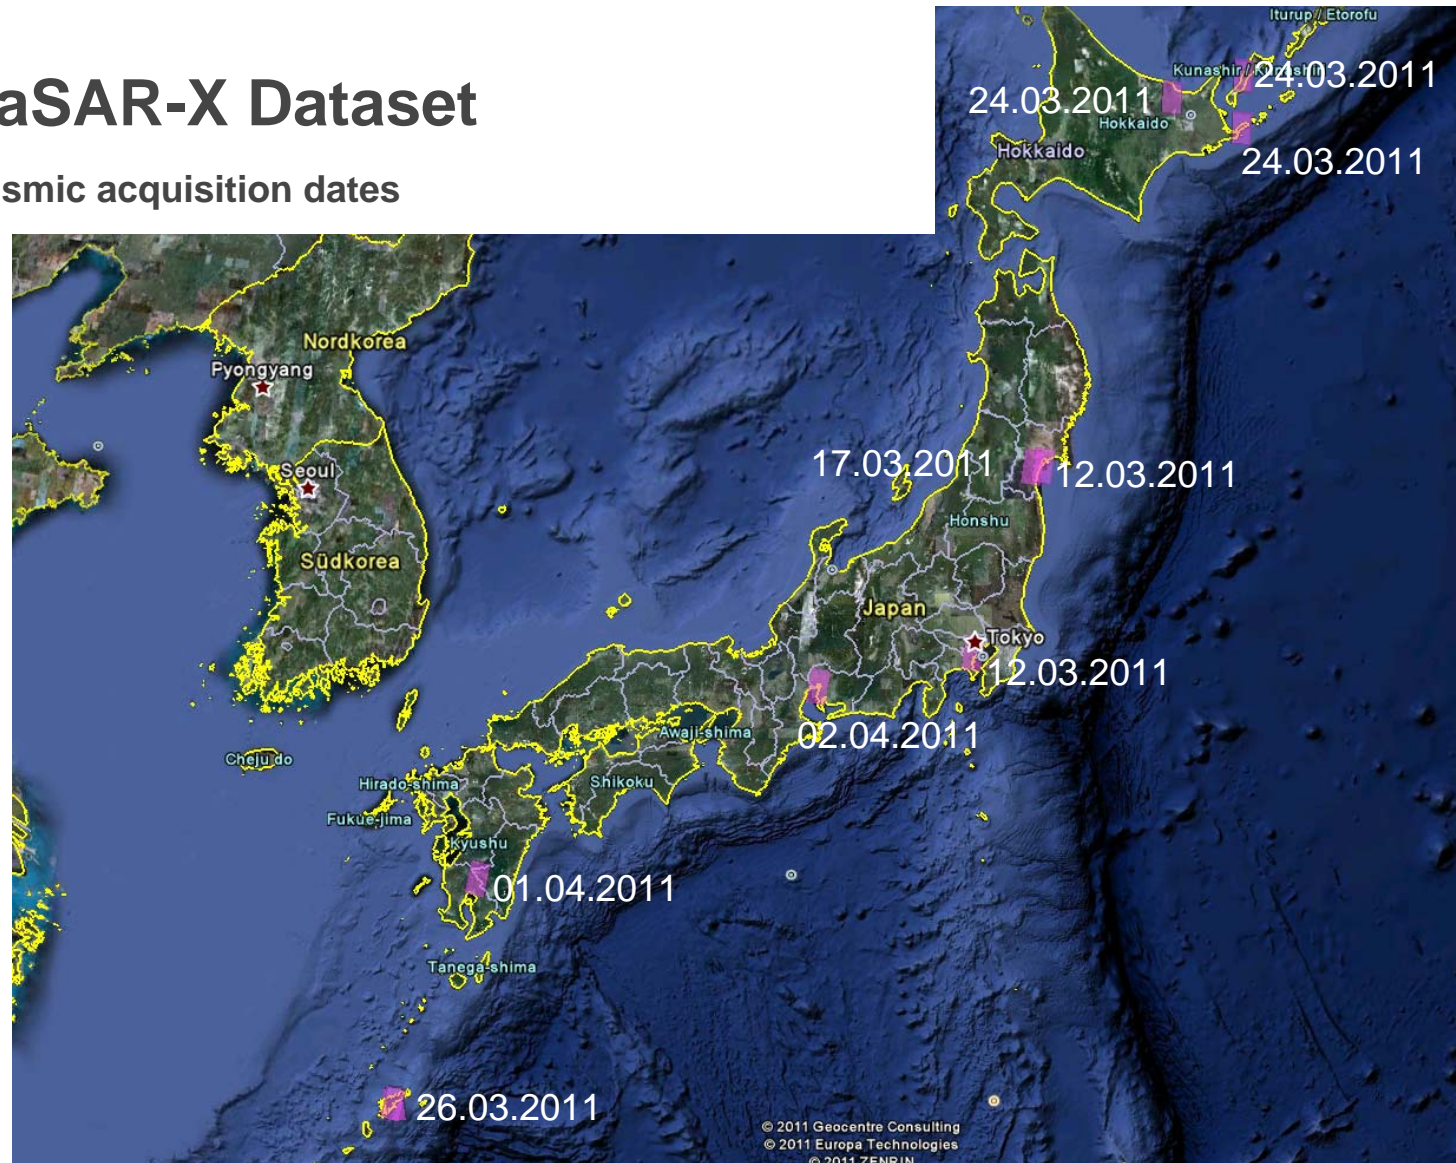 aSAR-X Dataset
smic acquisition dates
Iturup / Etorofu
Kunashir / Kunashiri
24.03.2011
24.03.2011
Hokkaido
24.03.2011
Hokkaido
Nordkorea
Pyongyang
Seoul
17.03.2011
12.03.2011
Honshu
Südkorea
Japan
Tokyo
12.03.2011
02.04.2011
Awaji-shima
Cheju do
Hirado-shima
Shikoku
Fukue-jima
Kyushu
01.04.2011
Tanega-shima
26.03.2011
© 2011 Geocentre Consulting
© 2011 Europa Technologies
© 2011 ZENRIN